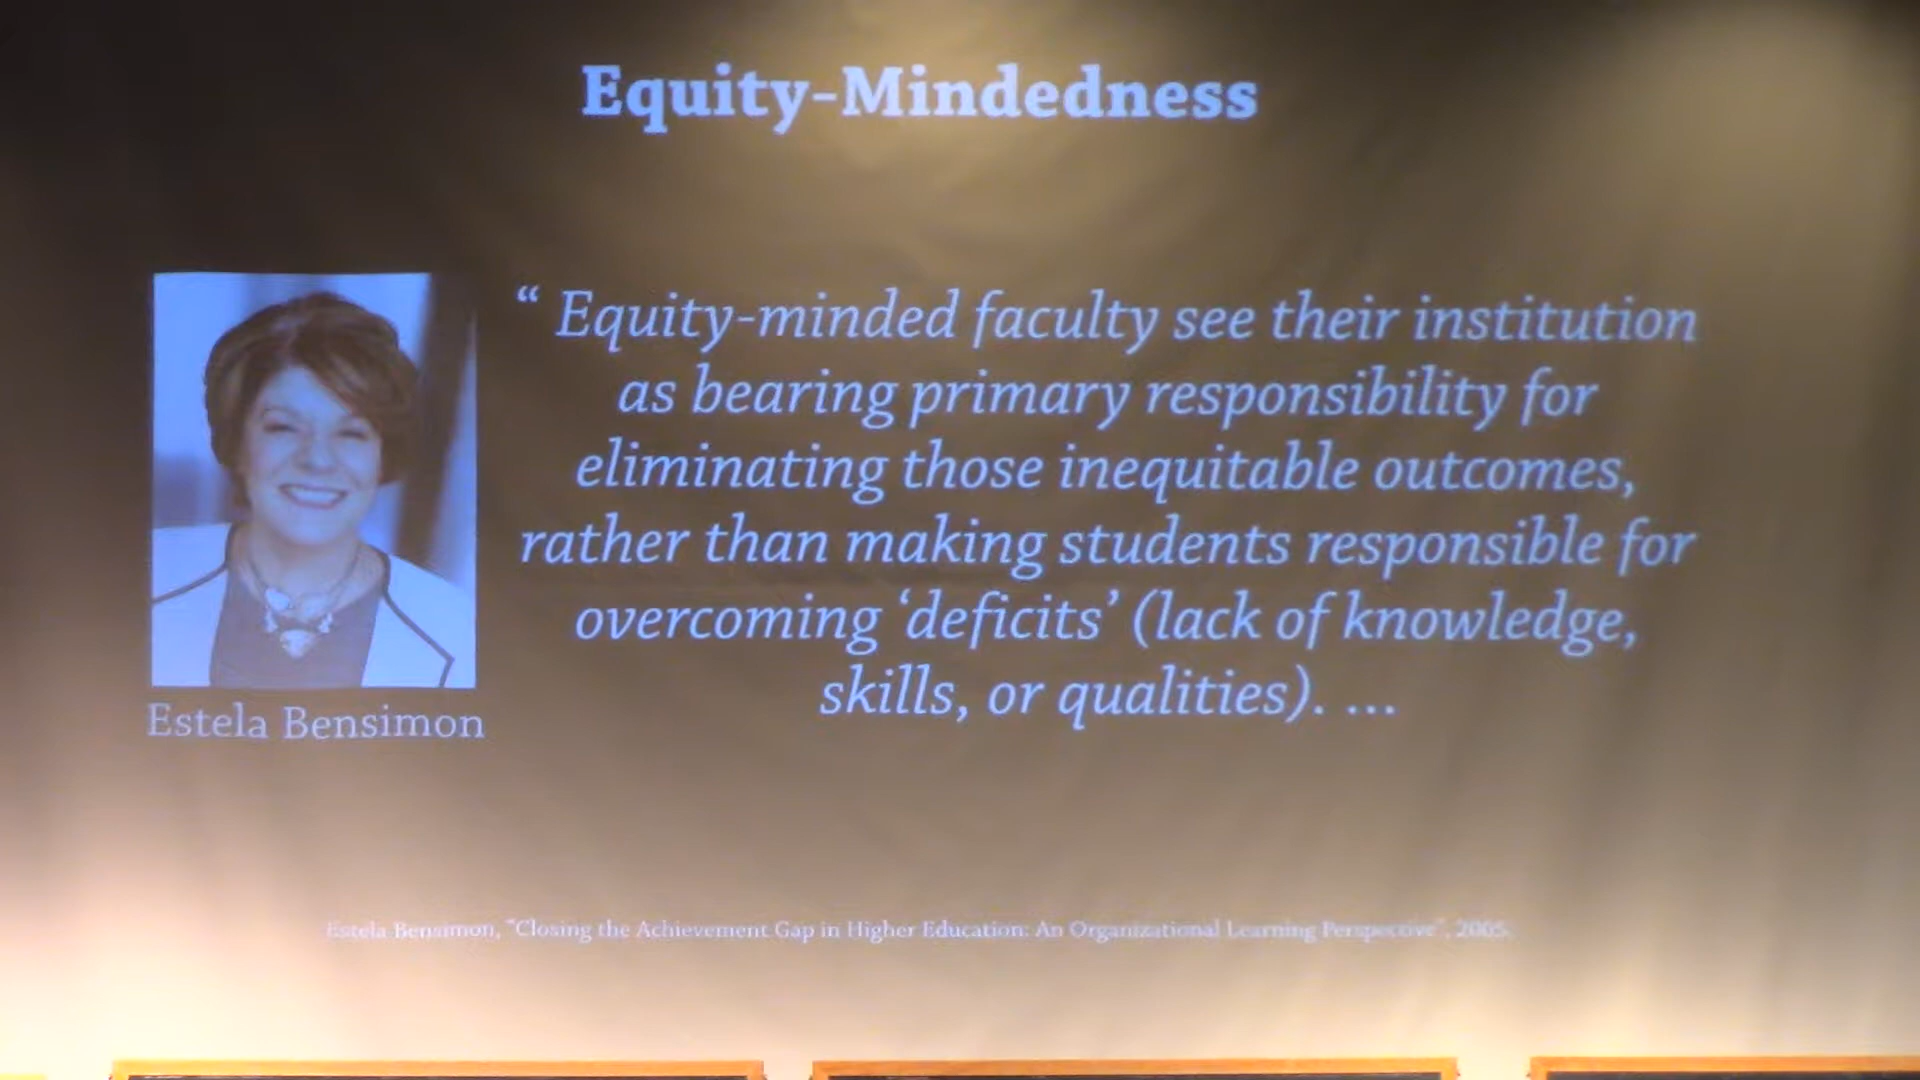 Equity-Mindedness
“ Equity-minded faculty see their institution
as bearing primary responsibility for
eliminating those inequitable outcomes,
rather than making students responsible for
overcoming ‘deficits’ (lack of knowledge,
skills, or qualities). ...
Estela Bensimon
Estela Bensimon, “Closing the Achievement Gap in Higher Education: An Organizational Learning Perspective”, 2005.